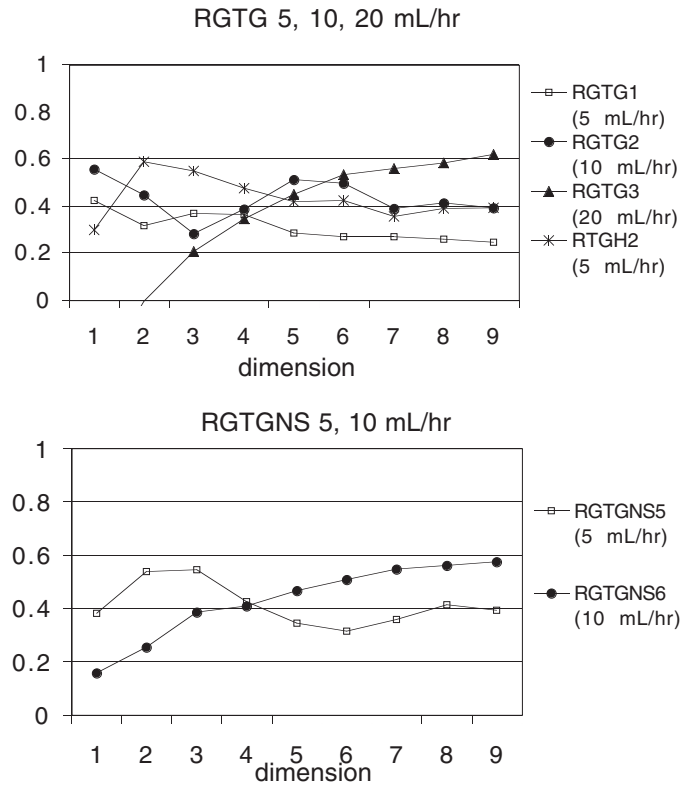 RGTG 5, 10, 20 mL/hr
1
0.8
0.6
0.4
0.2
0
1 2 3 4 5 6 7 8 9
dimension
RGTG1
(5 mL/hr)
RGTG2
(10 mL/hr)
RGTG3
(20 mL/hr)
RTGH2
(5 mL/hr)
RGTGNS 5, 10 mL/hr
1
0.8
0.6
0.4
0.2
0
1 2 3 4 5 6 7 8 9
dimension
RGTGNS5
(5 mL/hr)
RGTGNS6
(10 mL/hr)